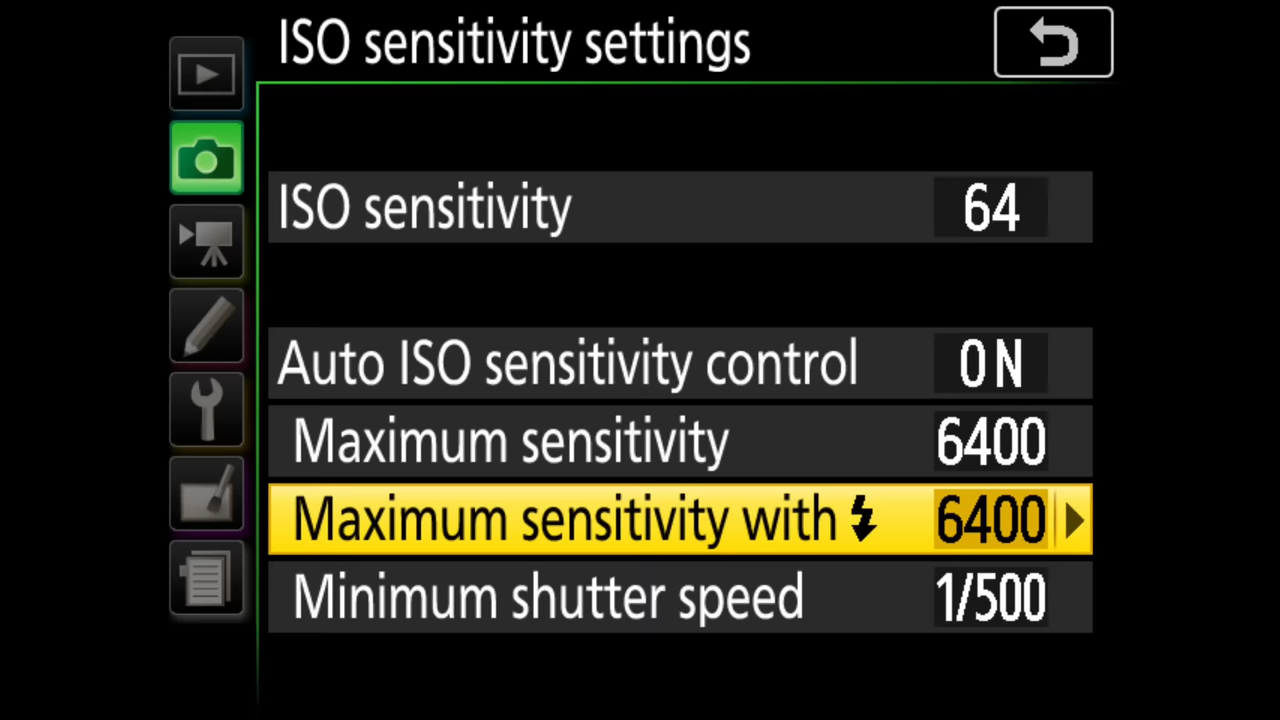 ISO sensitivity settings
ISO sensitivity 64
Auto ISO sensitivity control ON
Maximum sensitivity 6400
Maximum sensitivity with 6400
Minimum shutter speed 1/500